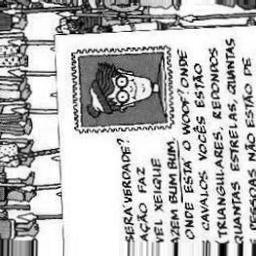 SERÁ VERDADE?
AÇÃO FAZ
VEL XEIQUE
AZEM BUM BUM,
ONDE ESTÁ O WOOF? ONDE
CAVALOS VOCÊS ESTÃO
(TRIANGULARES, REDONDOS
QUANTAS ESTRELAS, QUANTAS
PESSOAS NÃO ESTÃO DE